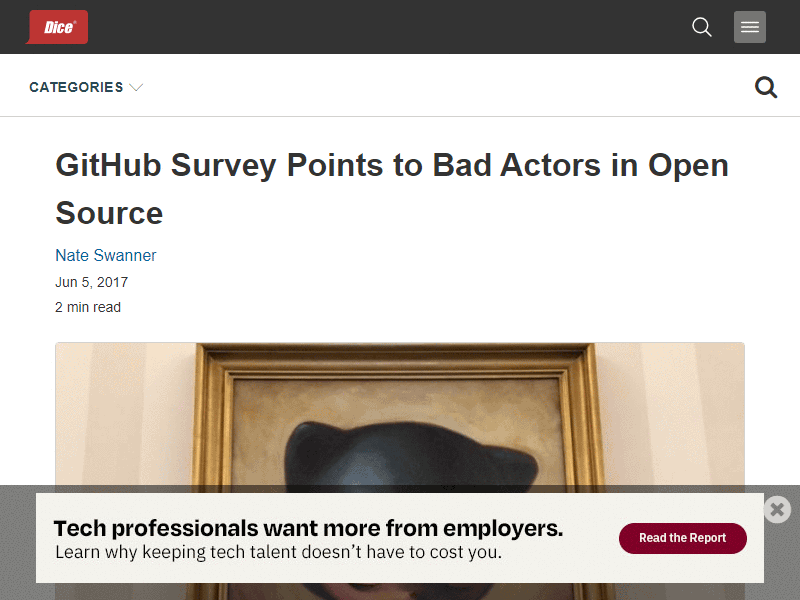 Dice
CATEGORIES
GitHub Survey Points to Bad Actors in Open
Source
Nate Swanner
Jun 5, 2017
2 min read
Tech professionals want more from employers.
Learn why keeping tech talent doesn't have to cost you.
Read the Report